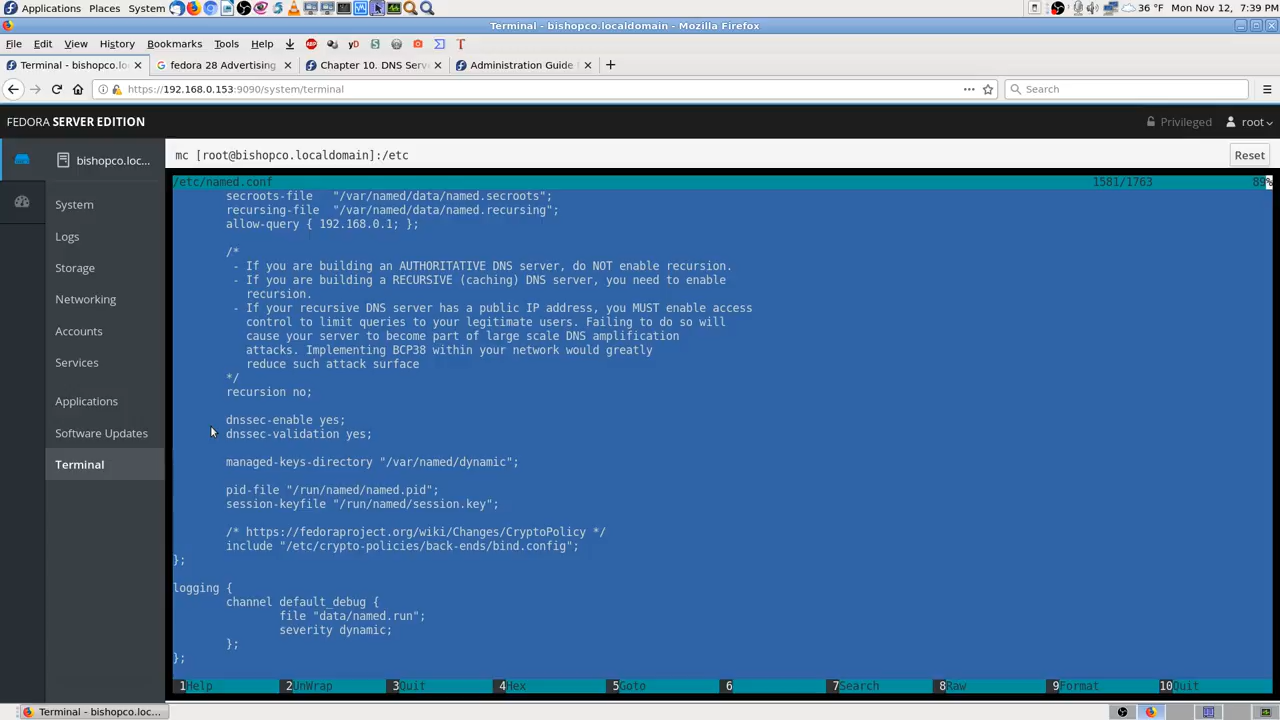 Applications Places System 36 °F Mon Nov 12, 7:39 PM
Terminal - bishopco.localdomain - Mozilla Firefox
File Edit View History Bookmarks Tools Help
Terminal - bishopco.lo fedora 28 Advertising Chapter 10. DNS Serv Administration Guide
https://192.168.0.153:9090/system/terminal Search
FEDORA SERVER EDITION Privileged root
bishopco.loc... mc [root@bishopco.localdomain]:/etc Reset
System
Logs
Storage
Networking
Accounts
Services
Applications
Software Updates
Terminal
/etc/named.conf 1581/1763 89%
secroots-file "/var/named/data/named.secroots";
recursing-file "/var/named/data/named.recursing";
allow-query { 192.168.0.1; };
/*
- If you are building an AUTHORITATIVE DNS server, do NOT enable recursion.
- If you are building a RECURSIVE (caching) DNS server, you need to enable
recursion.
- If your recursive DNS server has a public IP address, you MUST enable access
control to limit queries to your legitimate users. Failing to do so will
cause your server to become part of large scale DNS amplification
attacks. Implementing BCP38 within your network would greatly
reduce such attack surface
*/
recursion no;
dnssec-enable yes;
dnssec-validation yes;
managed-keys-directory "/var/named/dynamic";
pid-file "/run/named/named.pid";
session-keyfile "/run/named/session.key";
/* https://fedoraproject.org/wiki/Changes/CryptoPolicy */
include "/etc/crypto-policies/back-ends/bind.config";
};
logging {
channel default_debug {
file "data/named.run";
severity dynamic;
};
};
1Help 2UnWrap 3Quit 4Hex 5Goto 6 7Search 8Raw 9Format 10Quit
Terminal - bishopco.loc...